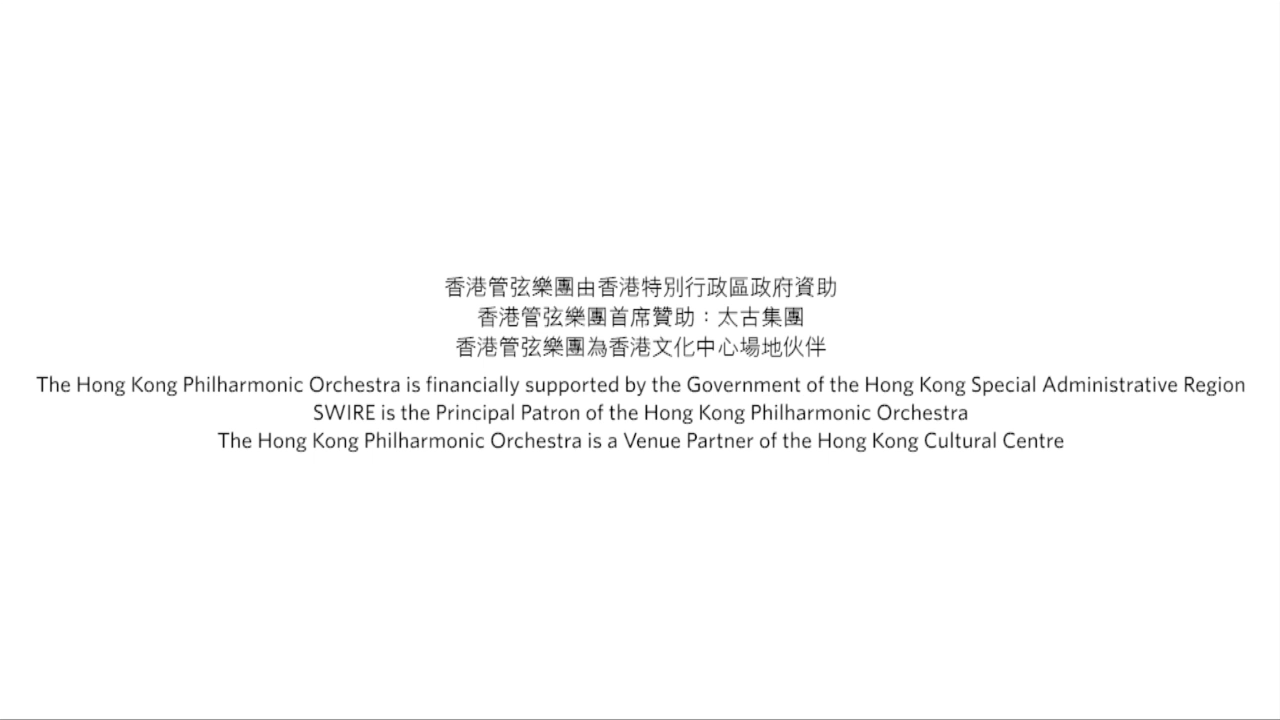 香港管弦樂團由香港特別行政區政府資助
香港管弦樂團首席贊助：太古集團
香港管弦樂團為香港文化中心場地伙伴
The Hong Kong Philharmonic Orchestra is financially supported by the Government of the Hong Kong Special Administrative Region
SWIRE is the Principal Patron of the Hong Kong Philharmonic Orchestra
The Hong Kong Philharmonic Orchestra is a Venue Partner of the Hong Kong Cultural Centre